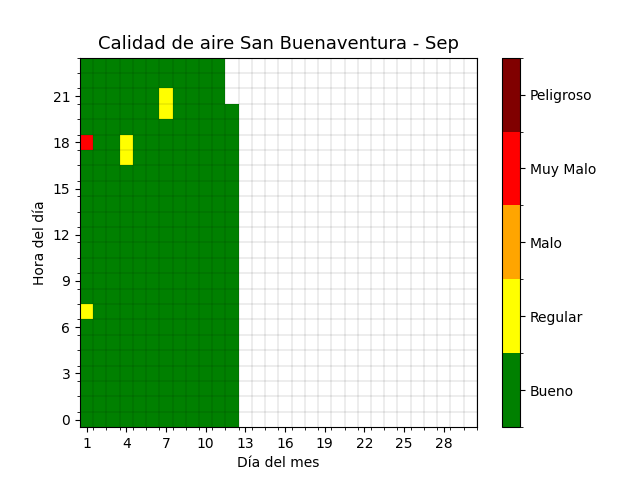 Calidad de aire San Buenaventura - Sep
21
18
15
12
9
6
3
0
Hora del día
1 4 7 10 13 16 19 22 25 28
Día del mes
Peligroso
Muy Malo
Malo
Regular
Bueno